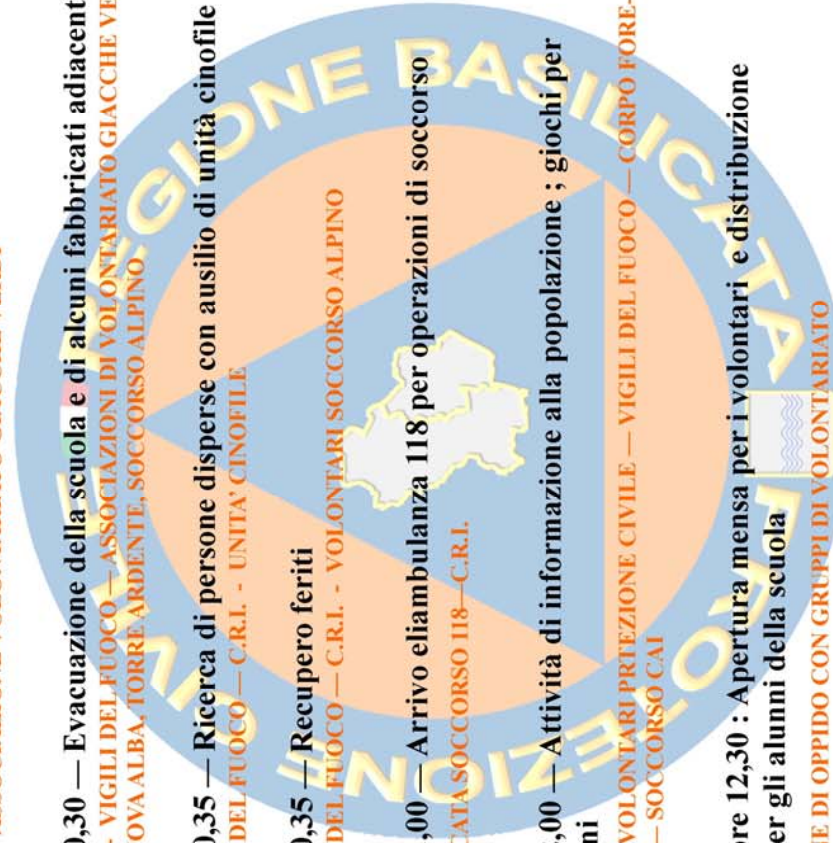 0,30 — Evacuazione della scuola e di alcuni fabbricati adiacent
- VIGILI DEL FUOCO — ASSOCIAZIONI DI VOLONTARIATO GIACCHE VE
OVA ALBA, TORRE ARDENTE, SOCCORSO ALPINO
0,35 — Ricerca di persone disperse con ausilio di unità cinofile
DEL FUOCO — C.R.I. - UNITA' CINOFILE
0,35 — Recupero feriti
DEL FUOCO — C.R.I. - VOLONTARI SOCCORSO ALPINO
,00 — Arrivo eliambulanza 118 per operazioni di soccorso
CATA SOCCORSO 118—C.R.I.
,00 — Attività di informazione alla popolazione ; giochi per
ni
VOLONTARI PRTEZIONE CIVILE — VIGILI DEL FUOCO — CORPO FORE-
— SOCCORSO CAI
ore 12,30 : Apertura mensa per i volontari e distribuzione
er gli alunni della scuola
NE DI OPPIDO CON GRUPPI DI VOLONTARIATO
REGIONE BASILICATA
PROTEZIONE CIVILE